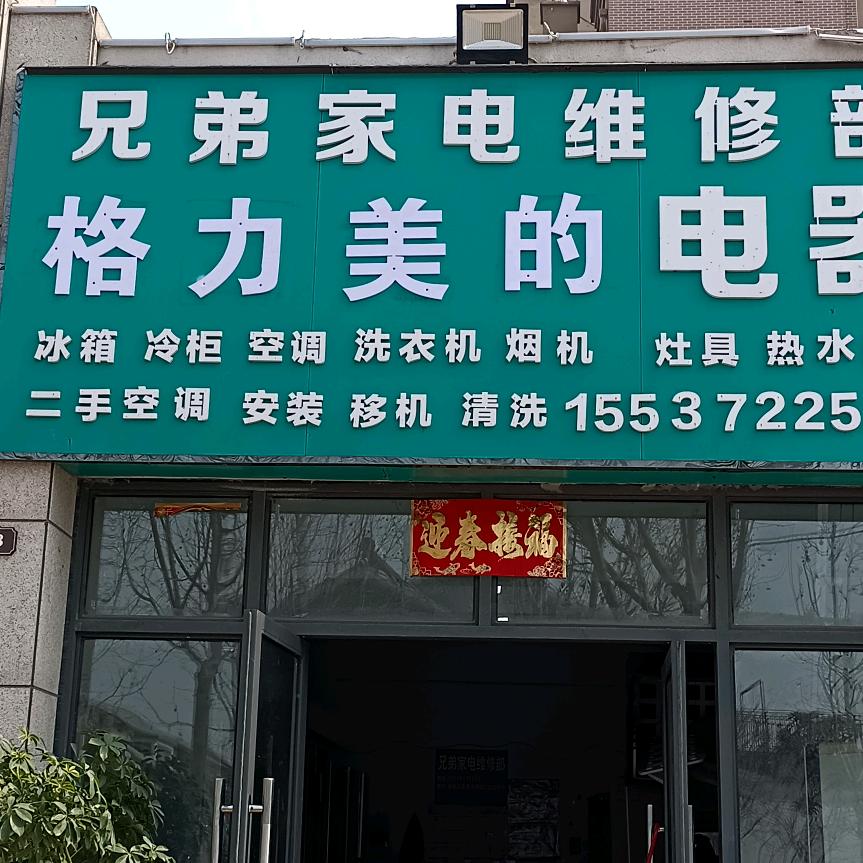 兄弟家电维修部
格力美的电器
冰箱 冷柜 空调 洗衣机 烟机 灶具 热水
二手空调 安装 移机 清洗 15537225
迎春接福
兄弟家电维修部